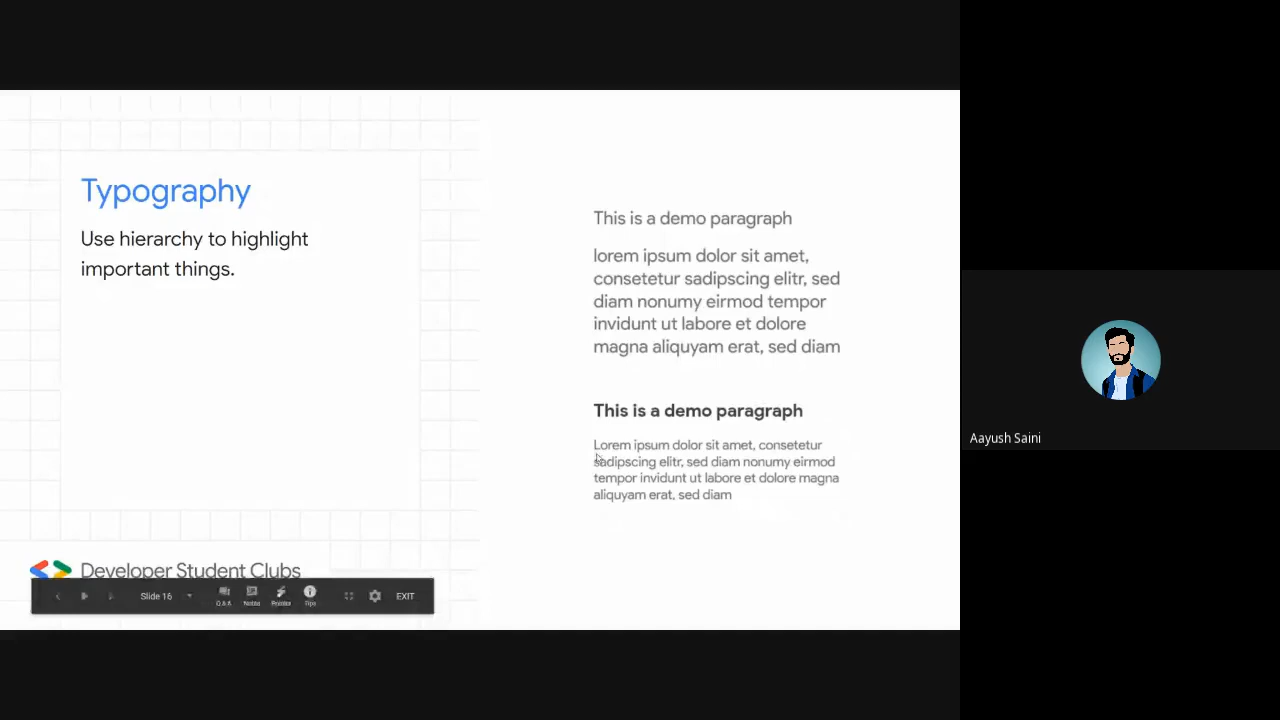 Typography
Use hierarchy to highlight
important things.
This is a demo paragraph
lorem ipsum dolor sit amet,
consetetur sadipscing elitr, sed
diam nonumy eirmod tempor
invidunt ut labore et dolore
magna aliquyam erat, sed diam
This is a demo paragraph
Lorem ipsum dolor sit amet, consetetur
sadipscing elitr, sed diam nonumy eirmod
tempor invidunt ut labore et dolore magna
aliquyam erat, sed diam
Developer Student Clubs
Slide 16
Q & A
Notes
Pointer
Tips
EXIT
Aayush Saini